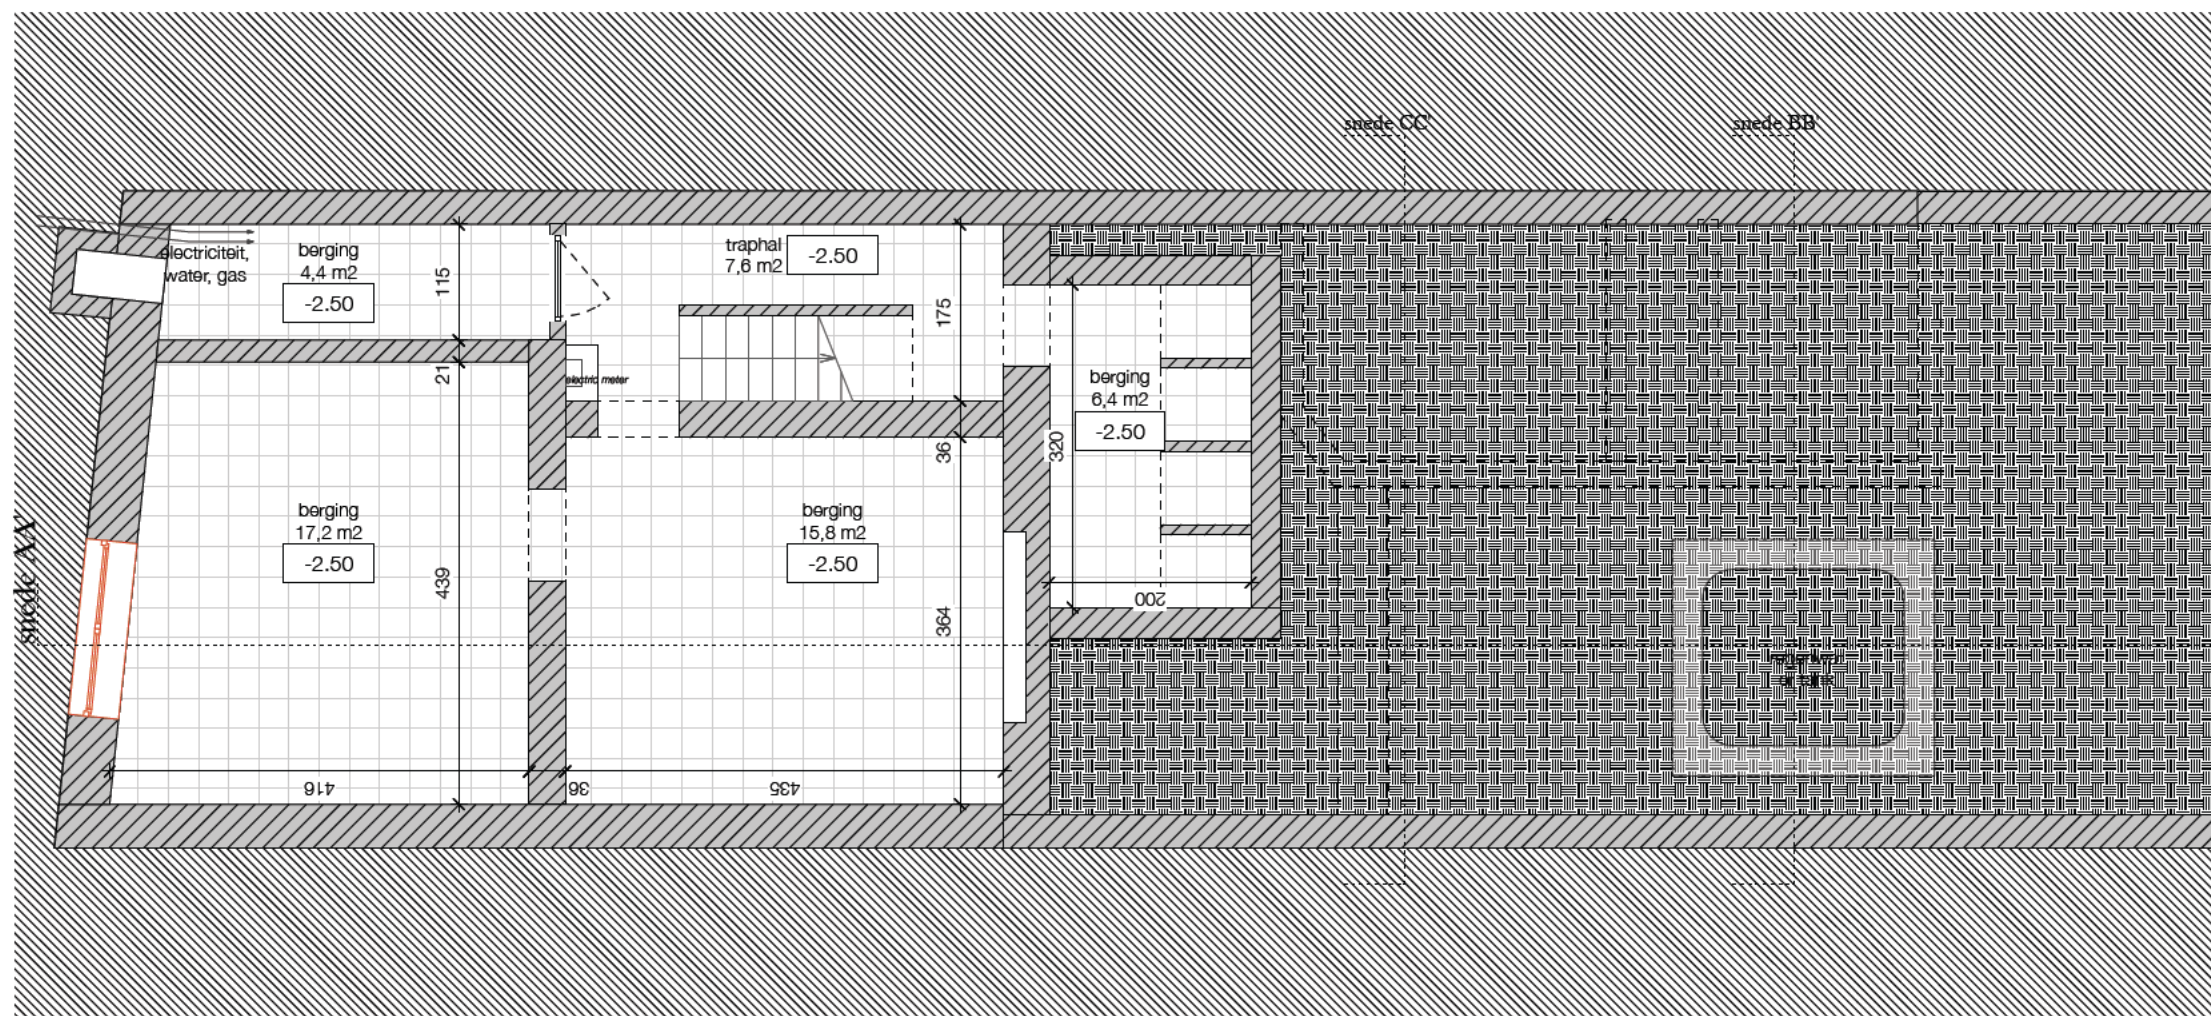 snede CC'
snede BB'
electriciteit,
water, gas
berging
4,4 m2
-2.50
115
traphal
7,6 m2
-2.50
175
21
electric meter
berging
6,4 m2
-2.50
36
320
berging
17,2 m2
-2.50
439
berging
15,8 m2
-2.50
364
200
snede AA'
416
36
435